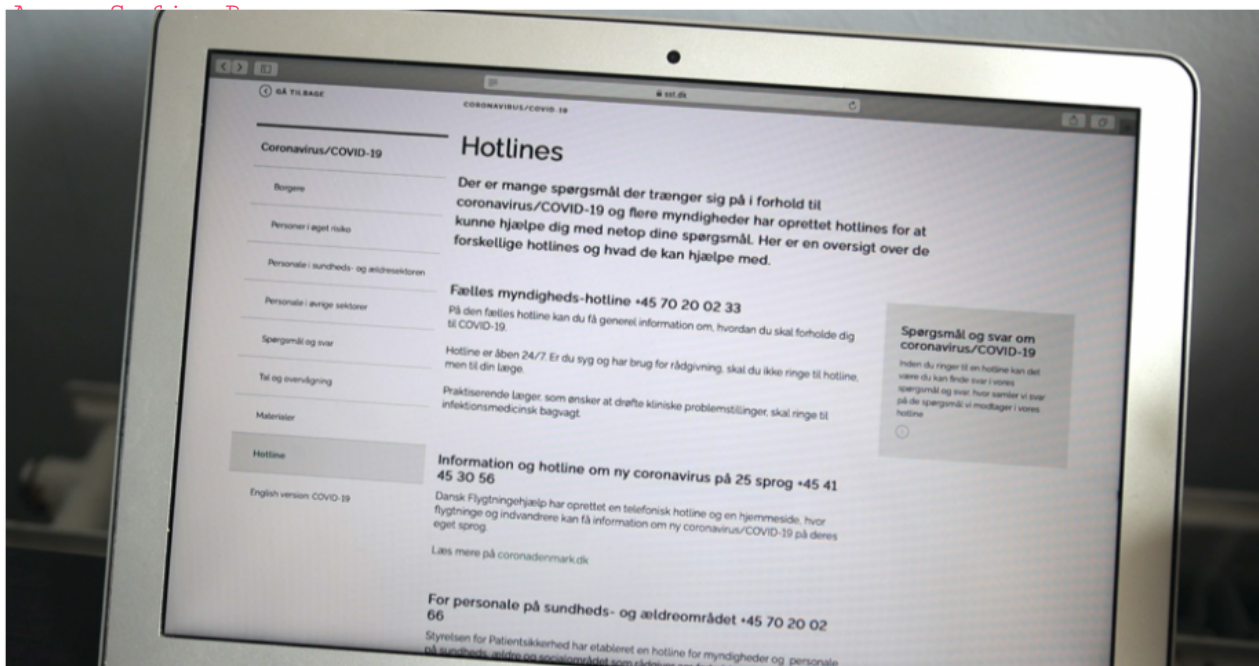 sst.dk
GÅ TILBAGE
CORONAVIRUS/COVID-19
Coronavirus/COVID-19
Borgere
Personer i øget risiko
Personale i sundheds- og ældresektoren
Personale i øvrige sektorer
Spørgsmål og svar
Tal og overvågning
Materialer
Hotline
English version: COVID-19
Hotlines
Der er mange spørgsmål der trænger sig på i forhold til
coronavirus/COVID-19 og flere myndigheder har oprettet hotlines for at
kunne hjælpe dig med netop dine spørgsmål. Her er en oversigt over de
forskellige hotlines og hvad de kan hjælpe med.
Fælles myndigheds-hotline +45 70 20 02 33
På den fælles hotline kan du få generel information om, hvordan du skal forholde dig
til COVID-19.
Hotline er åben 24/7. Er du syg og har brug for rådgivning, skal du ikke ringe til hotline,
men til din læge.
Praktiserende læger, som ønsker at drøfte kliniske problemstillinger, skal ringe til
infektionsmedicinsk bagvagt.
Information og hotline om ny coronavirus på 25 sprog +45 41
45 30 56
Dansk Flygtningehjælp har oprettet en telefonisk hotline og en hjemmeside, hvor
flygtninge og indvandrere kan få information om ny coronavirus/COVID-19 på deres
eget sprog.
Læs mere på coronadenmark.dk
For personale på sundheds- og ældreområdet +45 70 20 02
66
Styrelsen for Patientsikkerhed har etableret en hotline for myndigheder og personale
på sundheds, ældre og socialområdet som rådgiver om
Spørgsmål og svar om
coronavirus/COVID-19
Inden du ringer til en hotline kan det
være du kan finde svar i vores
spørgsmål og svar, hvor samler vi svar
på de spørgsmål vi modtager i vores
hotline